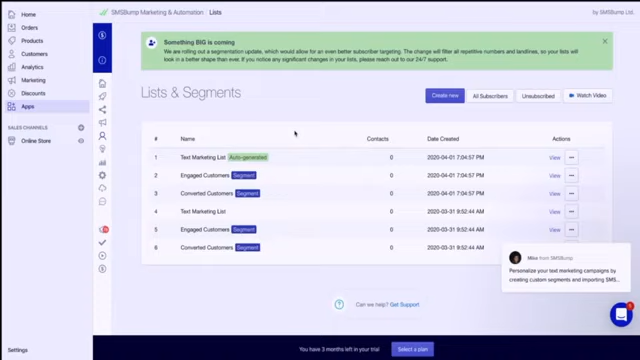 Home
Orders
Products
Customers
Analytics
Marketing
Discounts
Apps
SALES CHANNELS
Online Store
Settings
SMSBump Marketing & Automation Lists
by SMSBump Ltd.
Something BIG is coming
We are rolling out a segmentation update, which would allow for an even better subscriber targeting. The change will filter all repetitive numbers and landlines, so your lists will
look in a better shape than ever. If you notice any significant changes in your lists, please reach out to our 24/7 support.
Lists & Segments
Create new
All Subscribers
Unsubscribed
Watch Video
# Name Contacts Date Created Actions
1 Text Marketing List Auto-generated 0 2020-04-01 7:04:57 PM View
2 Engaged Customers Segment 0 2020-04-01 7:04:57 PM View
3 Converted Customers Segment 0 2020-04-01 7:04:57 PM View
4 Text Marketing List 0 2020-03-31 9:52:44 AM View
5 Engaged Customers Segment 0 2020-03-31 9:52:44 AM View
6 Converted Customers Segment 0 2020-03-31 9:52:44 AM
Mike from SMSBump
Personalize your text marketing campaigns by
creating custom segments and importing SMS...
Can we help? Get Support
You have 3 months left in your trial
Select a plan